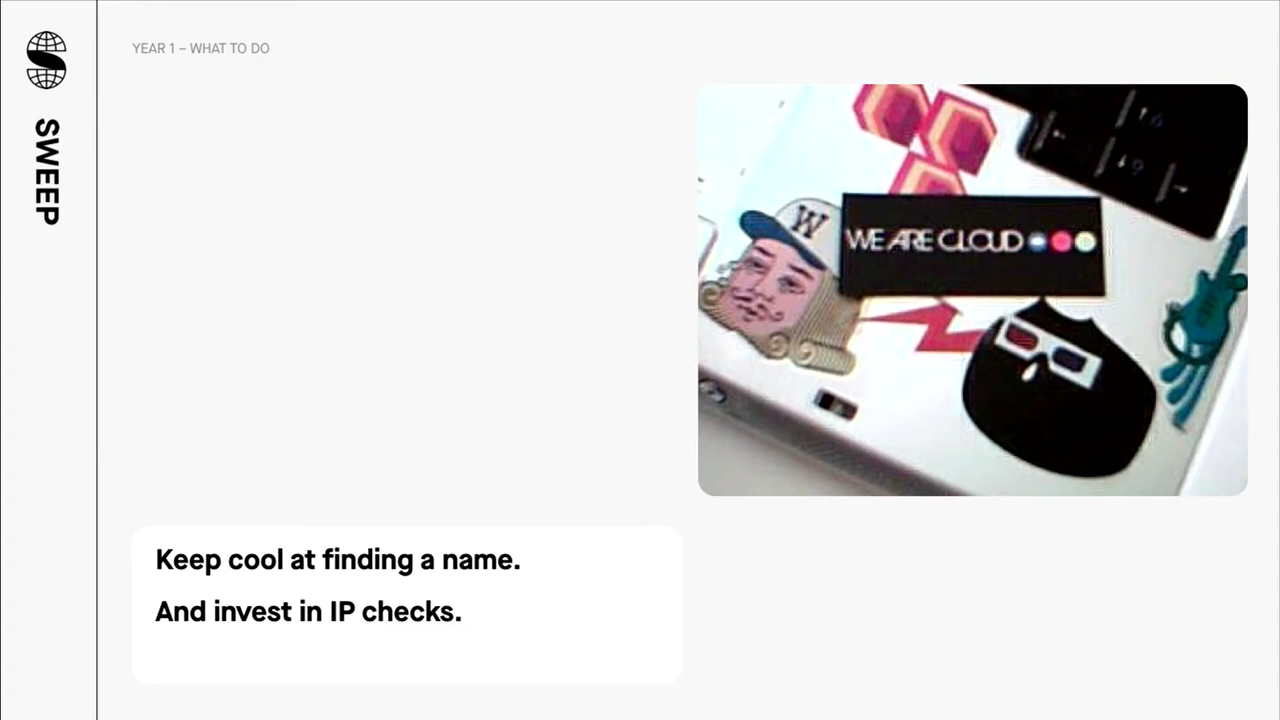 YEAR 1 – WHAT TO DO
SWEEP
W
WE ARE CLOUD
Keep cool at finding a name.
And invest in IP checks.